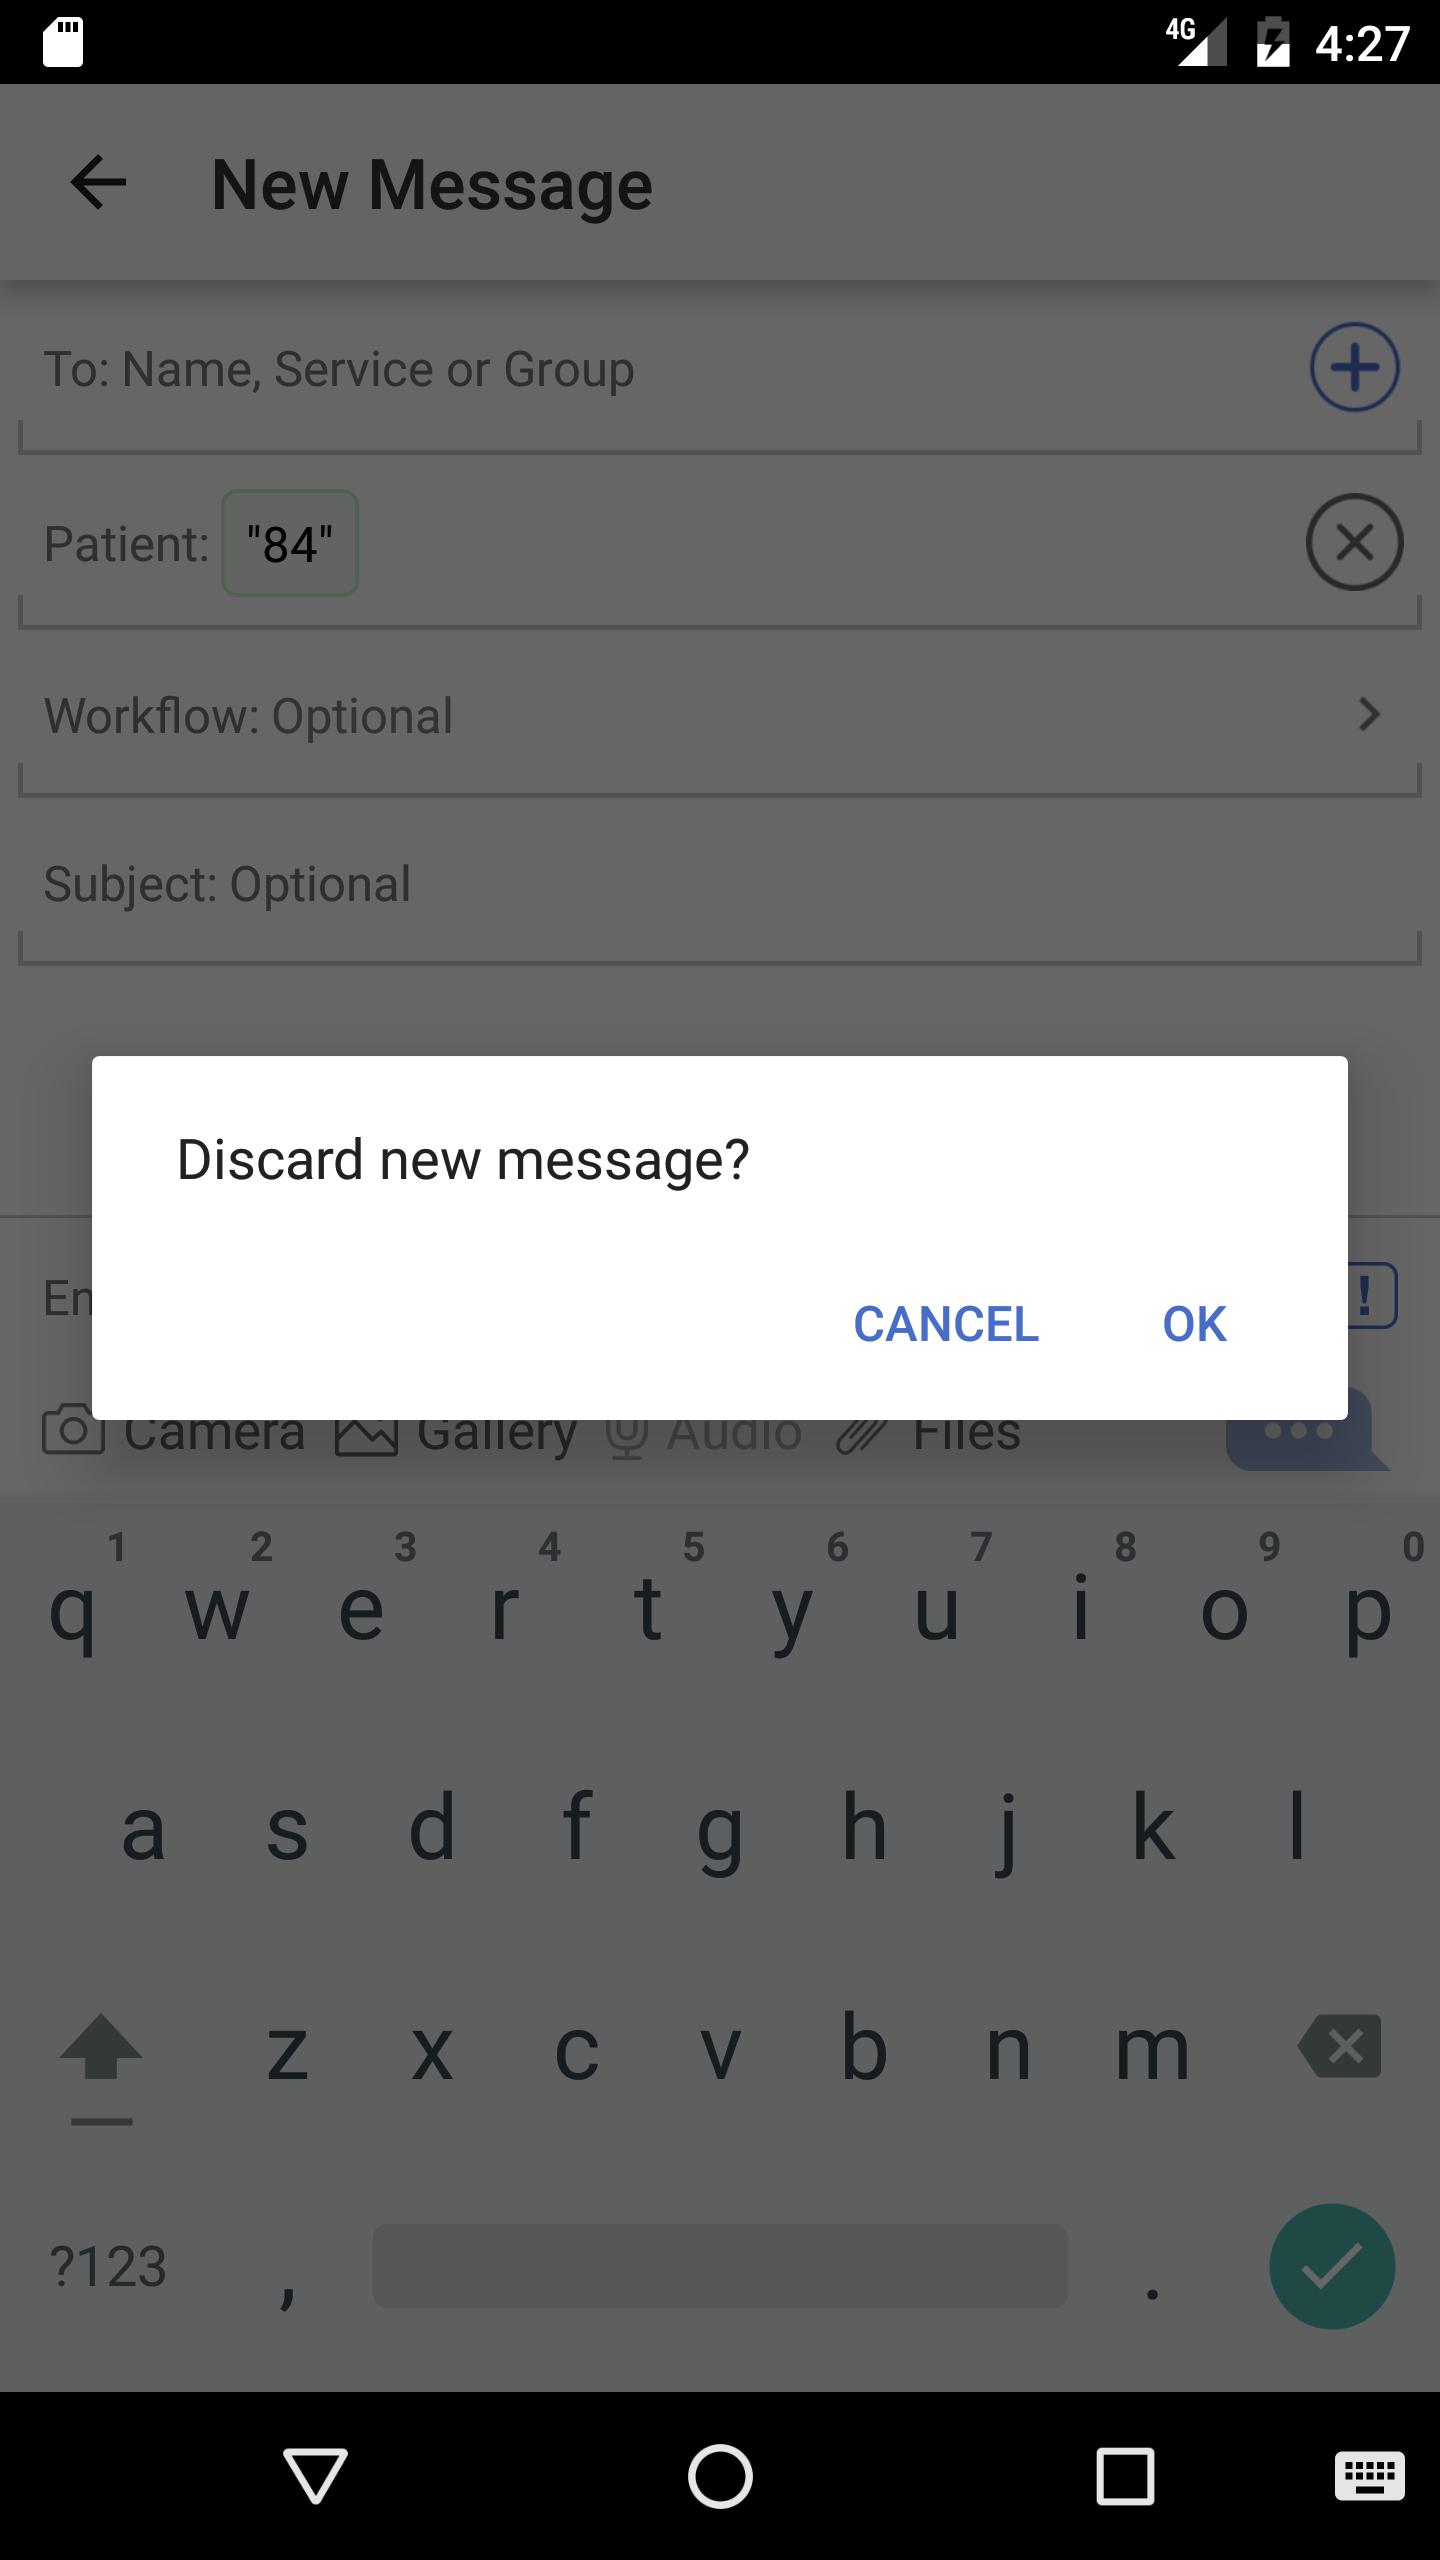 4G 4:27
New Message
To: Name, Service or Group
Patient: "84"
Workflow: Optional
Subject: Optional
Discard new message?
CANCEL OK
En !
Camera Gallery Audio Files
1 2 3 4 5 6 7 8 9 0
q w e r t y u i o p
a s d f g h j k l
z x c v b n m
?123 , .